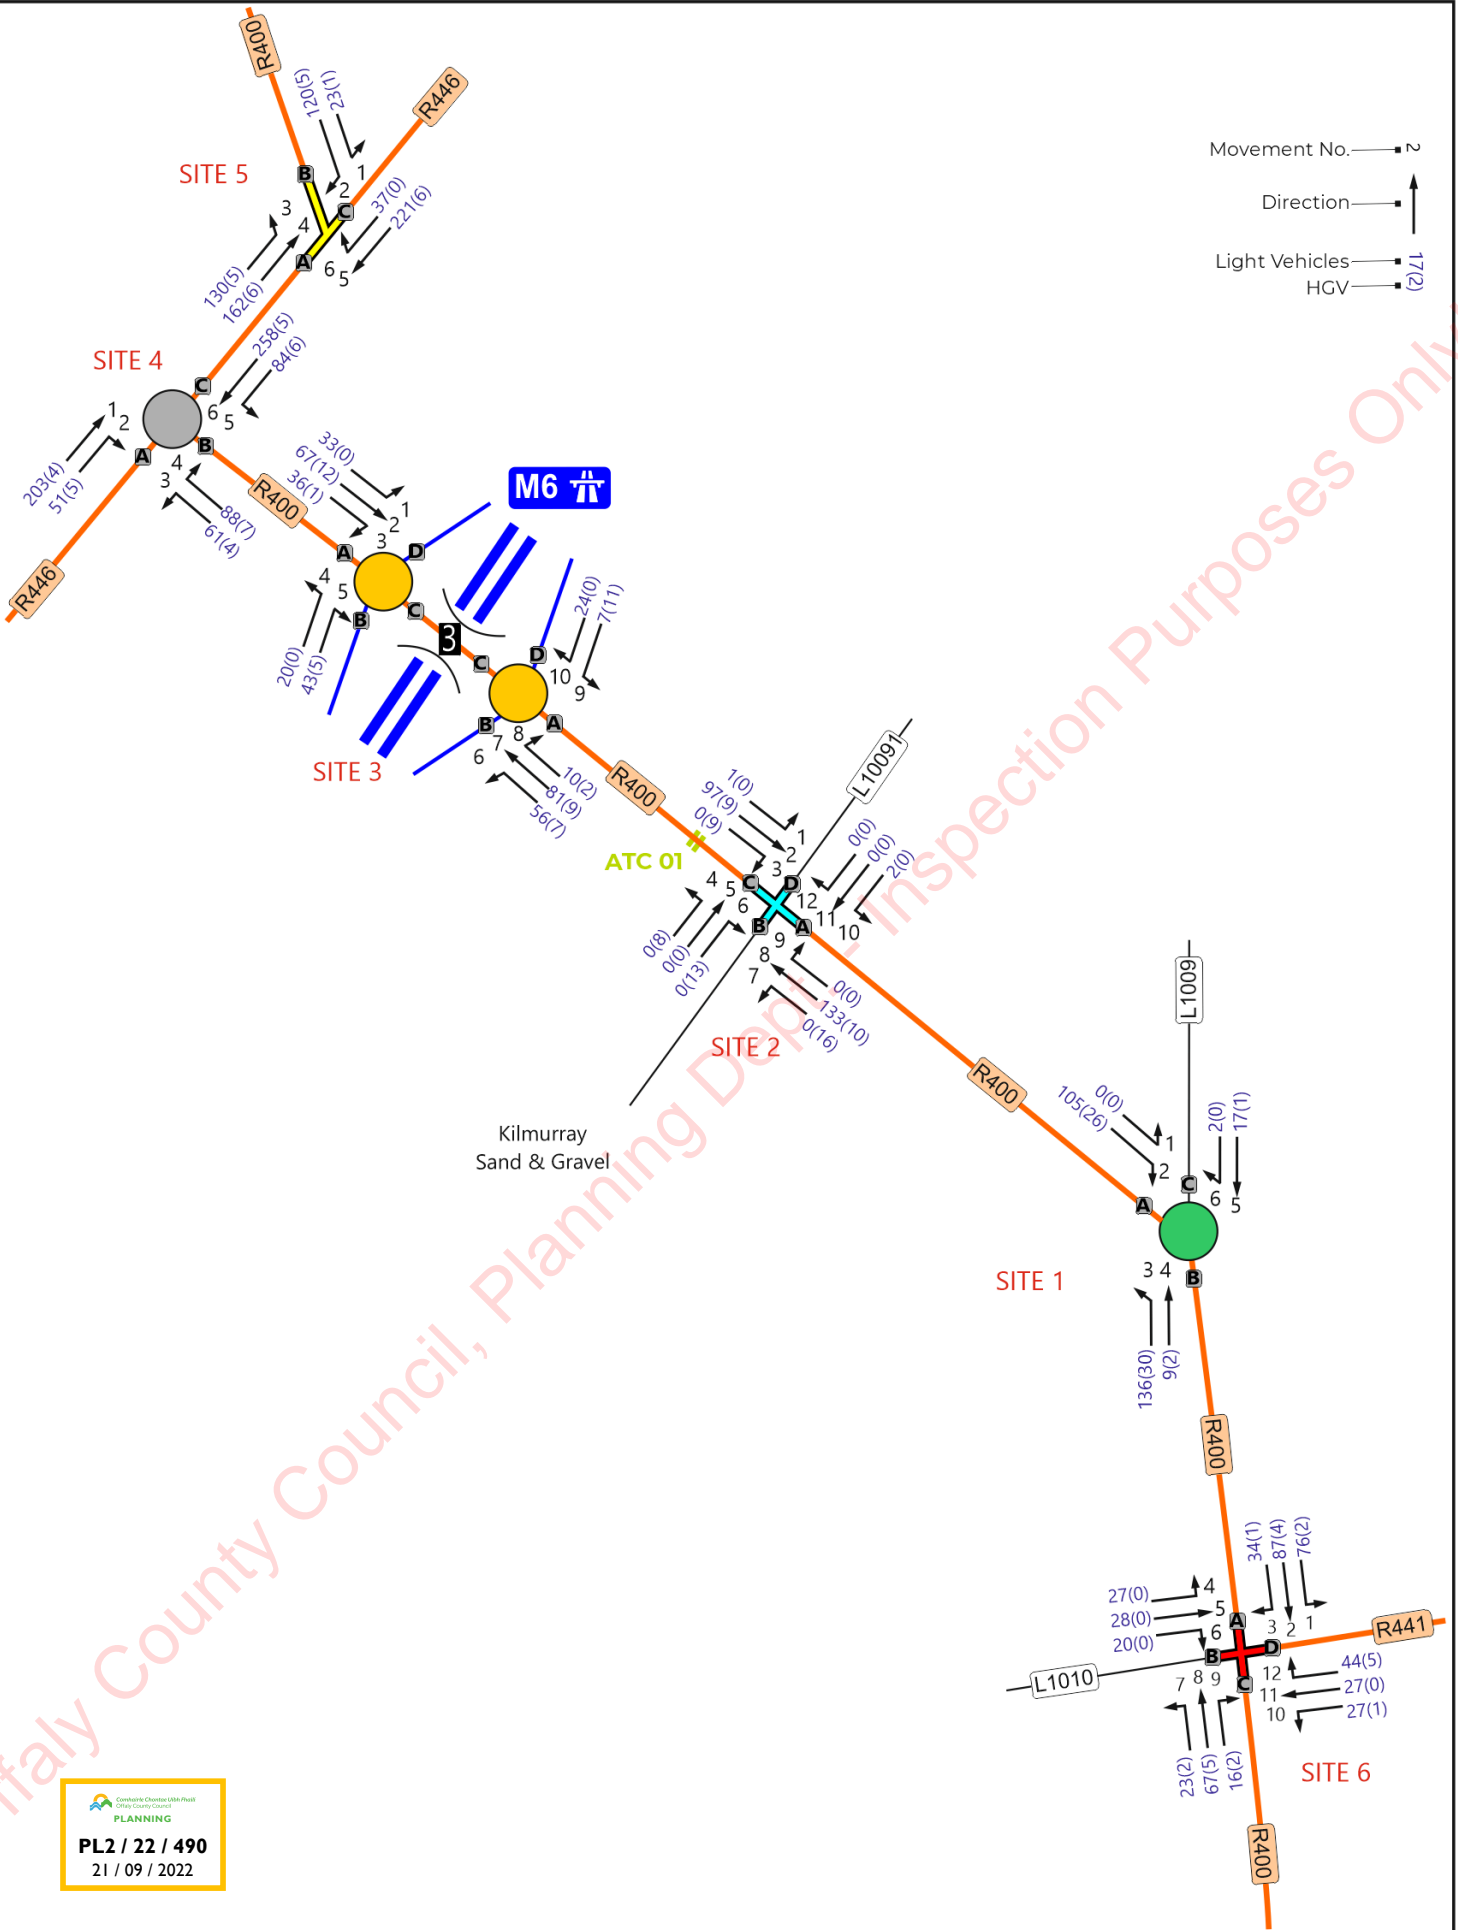 R400
R446
120(5)
23(1)
SITE 5
B
1
2
C
37(0)
221(6)
3
4
A
6
5
130(5)
162(6)
Movement No.
2
Direction
Light Vehicles
HGV
17(2)
SITE 4
258(5)
84(6)
C
1
2
6
5
A
B
4
3
203(4)
51(5)
88(7)
61(4)
R446
R400
33(0)
67(12)
36(1)
1
2
3
M6
A
D
4
5
B
C
20(0)
43(5)
3
C
D
24(0)
7(11)
10
9
B
A
8
7
6
SITE 3
10(2)
81(9)
56(7)
R400
ATC 01
L10091
1(0)
97(9)
0(9)
1
2
3
0(0)
0(0)
2(0)
4
5
6
C
D
12
11
10
B
A
9
8
7
0(8)
0(0)
0(13)
0(0)
133(10)
0(16)
SITE 2
Kilmurray
Sand & Gravel
R400
L1009
0(0)
105(26)
1
2
2(0)
17(1)
C
6
5
A
3
4
B
SITE 1
136(30)
9(2)
R400
34(1)
87(4)
76(2)
27(0)
28(0)
20(0)
4
5
6
A
3
2
1
B
D
R441
L1010
7
8
9
C
12
11
10
44(5)
27(0)
27(1)
23(2)
67(5)
16(2)
SITE 6
R400
Comhairle Chontae Uíbh Fhailí
Offaly County Council
PLANNING
PL2 / 22 / 490
21 / 09 / 2022
ffaly County Council, Planning Dept - Inspection Purposes Only